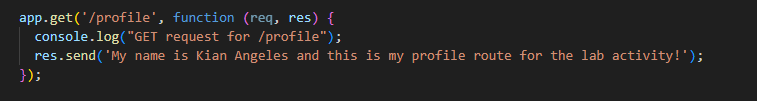 app.get('/profile', function (req, res) {
  console.log("GET request for /profile");
  res.send('My name is Kian Angeles and this is my profile route for the lab activity!');
});